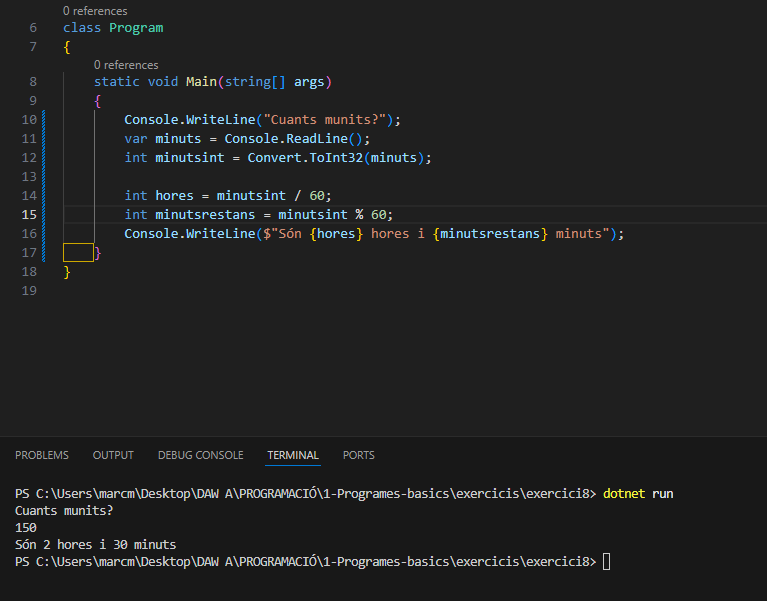 0 references
6 class Program
7 {
0 references
8 static void Main(string[] args)
9 {
10 Console.WriteLine("Cuants munits?");
11 var minuts = Console.ReadLine();
12 int minutsint = Convert.ToInt32(minuts);
13
14 int hores = minutsint / 60;
15 int minutsrestans = minutsint % 60;
16 Console.WriteLine($"Són {hores} hores i {minutsrestans} minuts");
17 }
18 }
19
PROBLEMS OUTPUT DEBUG CONSOLE TERMINAL PORTS
PS C:\Users\marcm\Desktop\DAW A\PROGRAMACIÓ\1-Programes-basics\exercicis\exercici8> dotnet run
Cuants munits?
150
Són 2 hores i 30 minuts
PS C:\Users\marcm\Desktop\DAW A\PROGRAMACIÓ\1-Programes-basics\exercicis\exercici8>